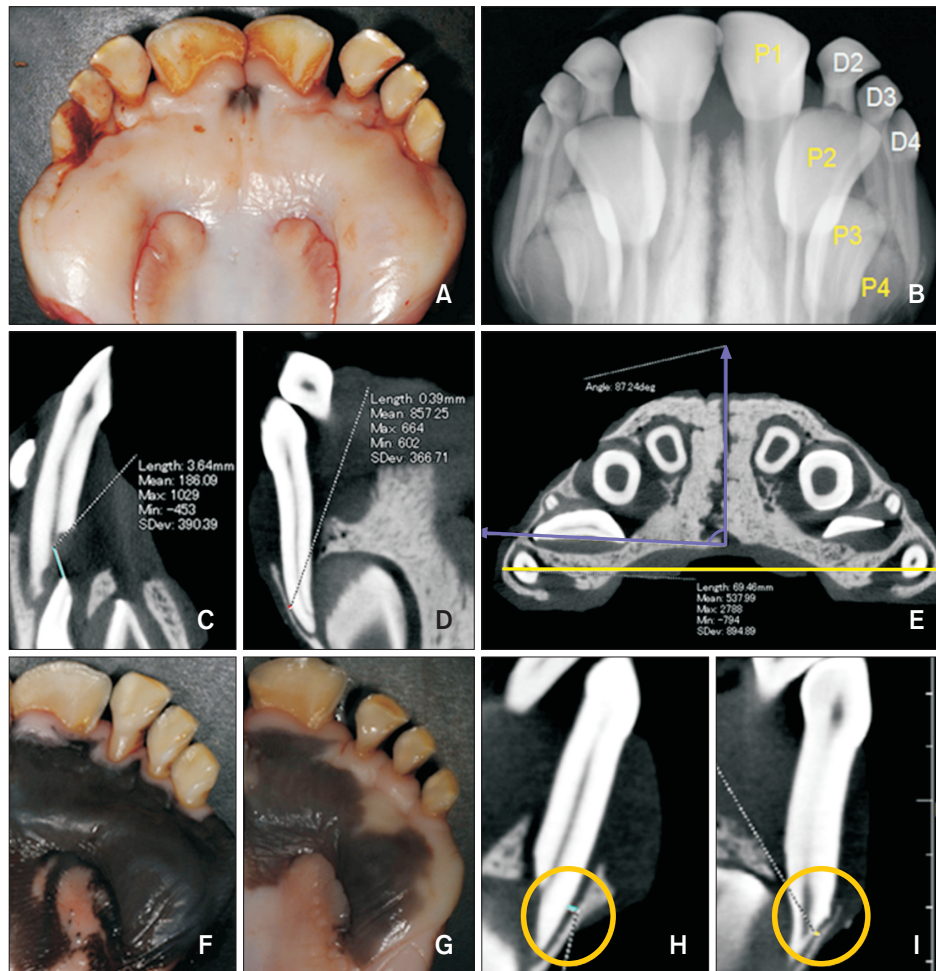 A
P1
D2
D3
P2
D4
P3
P4
B
Length: 3.64mm
Mean: 186.09
Max: 1029
Min: -453
SDev: 390.39
C
Length: 0.39mm
Mean: 857.25
Max: 664
Min: 602
SDev: 366.71
D
Angle: 87.24deg
Length: 69.46mm
Mean: 537.99
Max: 2788
Min: -794
SDev: 894.89
E
F
G
H
I